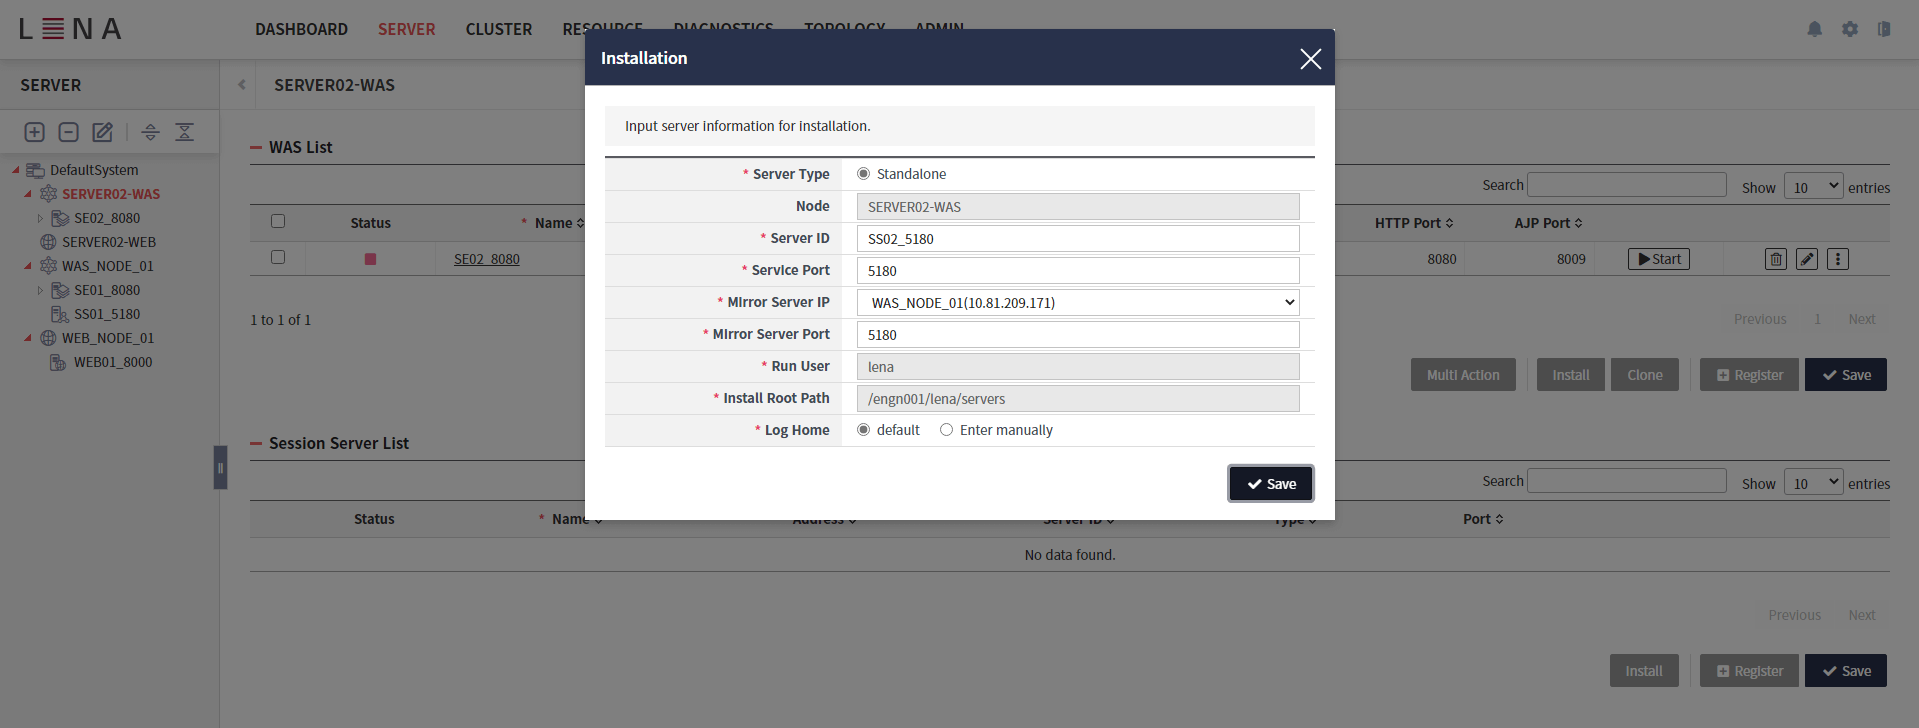 LENA
DASHBOARD SERVER CLUSTER RESOURCE DIAGNOSTICS TOPOLOGY ADMIN
SERVER
SERVER02-WAS
DefaultSystem
SERVER02-WAS
SE02_8080
SERVER02-WEB
WAS_NODE_01
SE01_8080
SS01_5180
WEB_NODE_01
WEB01_8000
WAS List
Search Show 10 entries
Status * Name HTTP Port AJP Port
SE02_8080 8080 8009 Start
1 to 1 of 1
Previous 1 Next
Multi Action Install Clone Register Save
Installation
Input server information for installation.
* Server Type Standalone
Node SERVER02-WAS
* Server ID SS02_5180
* Service Port 5180
* Mirror Server IP WAS_NODE_01(10.81.209.171)
* Mirror Server Port 5180
* Run User lena
* Install Root Path /engn001/lena/servers
* Log Home default Enter manually
Save
Session Server List
Search Show 10 entries
Status * Name Address Server ID Type Port
No data found.
Previous Next
Install Register Save